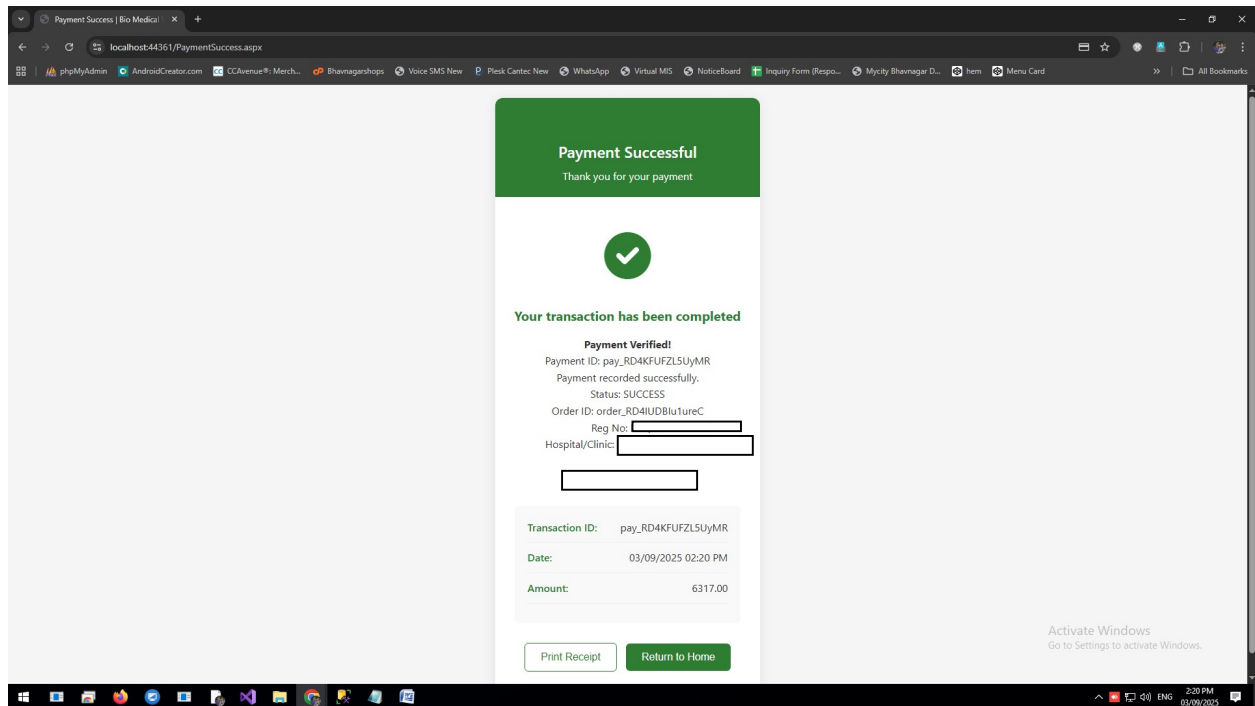 Payment Success | Bio Medical
localhost:44361/PaymentSuccess.aspx
phpMyAdmin AndroidCreator.com CCAvenue®: Merch... Bhavnagarshops Voice SMS New Plesk Cantec New WhatsApp Virtual MIS NoticeBoard Inquiry Form (Respo... Mycity Bhavnagar D... hem Menu Card » All Bookmarks
Payment Successful
Thank you for your payment
Your transaction has been completed
Payment Verified!
Payment ID: pay_RD4KFUFZL5UyMR
Payment recorded successfully.
Status: SUCCESS
Order ID: order_RD4IUDBIu1ureC
Reg No:
Hospital/Clinic:
Transaction ID: pay_RD4KFUFZL5UyMR
Date: 03/09/2025 02:20 PM
Amount: 6317.00
Print Receipt Return to Home
Activate Windows
Go to Settings to activate Windows.
ENG 2:20 PM
03/09/2025